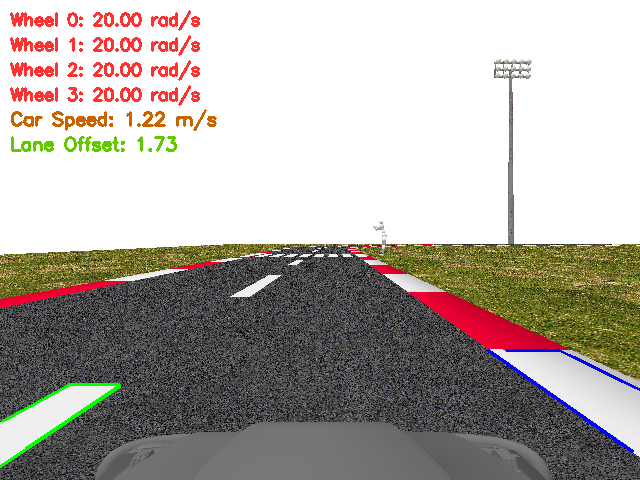 Wheel 0: 20.00 rad/s
Wheel 1: 20.00 rad/s
Wheel 2: 20.00 rad/s
Wheel 3: 20.00 rad/s
Car Speed: 1.22 m/s
Lane Offset: 1.73